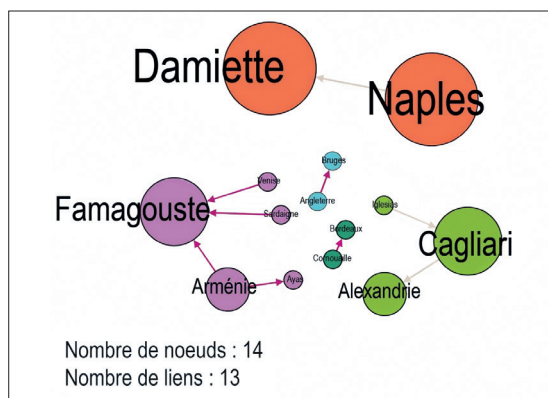 Damiette
Naples
Bruges
Venise
Angleterre
Iglesias
Famagouste
Sardaigne
Bordeaux
Cagliari
Cornouaille
Arménie
Ayas
Alexandrie
Nombre de noeuds : 14
Nombre de liens : 13